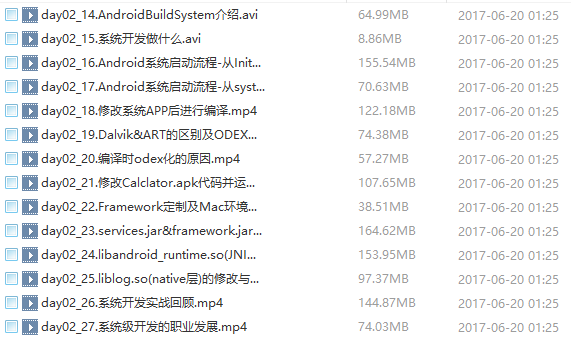 day02_14.AndroidBuildSystem介绍.avi 64.99MB 2017-06-20 01:25
day02_15.系统开发做什么.avi 8.86MB 2017-06-20 01:25
day02_16.Android系统启动流程-从Init... 155.54MB 2017-06-20 01:25
day02_17.Android系统启动流程-从syst... 70.63MB 2017-06-20 01:25
day02_18.修改系统APP后进行编译.mp4 122.18MB 2017-06-20 01:25
day02_19.Dalvik&ART的区别及ODEX... 74.38MB 2017-06-20 01:25
day02_20.编译时odex化的原因.mp4 57.27MB 2017-06-20 01:25
day02_21.修改Calclator.apk代码并运... 107.65MB 2017-06-20 01:25
day02_22.Framework定制及Mac环境... 38.51MB 2017-06-20 01:25
day02_23.services.jar&framework.jar... 164.62MB 2017-06-20 01:25
day02_24.libandroid_runtime.so(JNI... 153.95MB 2017-06-20 01:25
day02_25.liblog.so(native层)的修改与... 97.37MB 2017-06-20 01:25
day02_26.系统开发实战回顾.mp4 144.87MB 2017-06-20 01:25
day02_27.系统级开发的职业发展.mp4 74.03MB 2017-06-20 01:25